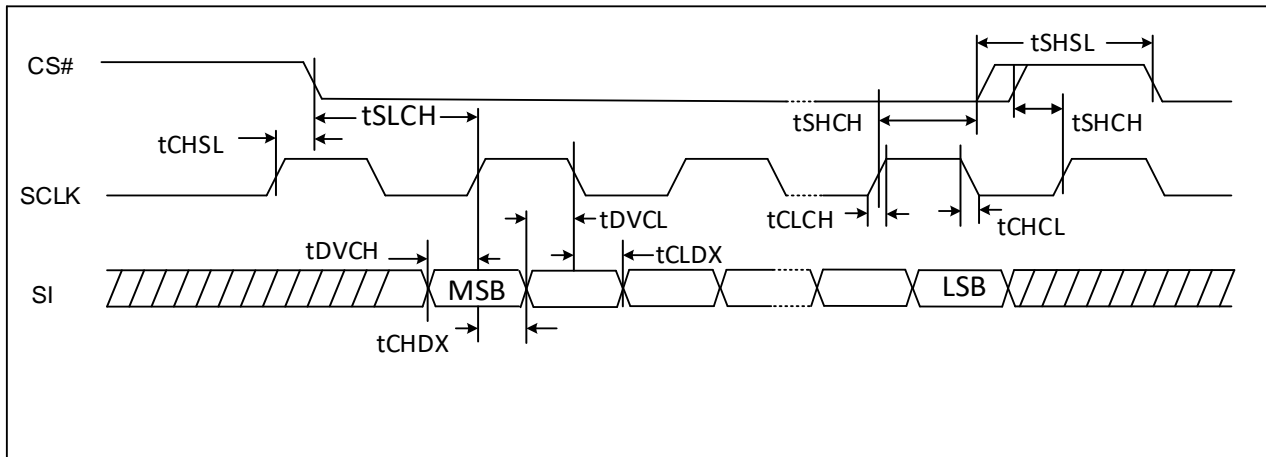 tSHSL
CS#
tSLCH
tSHCH
tSHCH
tCHSL
SCLK
tDVCL
tCLCH
tCHCL
tDVCH
tCLDX
SI
MSB
LSB
tCHDX